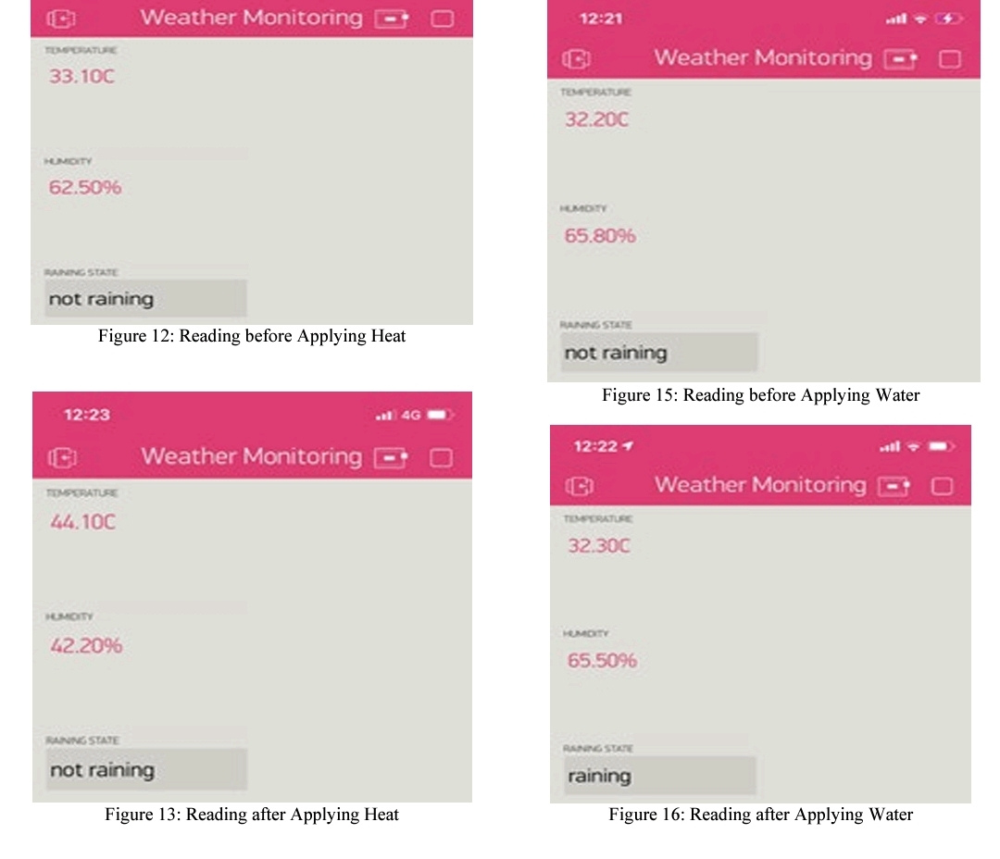 Weather Monitoring
TEMPERATURE
33.10C
HUMIDITY
62.50%
RAINING STATE
not raining
Figure 12: Reading before Applying Heat
12:23
4G
Weather Monitoring
TEMPERATURE
44.10C
HUMIDITY
42.20%
RAINING STATE
not raining
Figure 13: Reading after Applying Heat
12:21
Weather Monitoring
TEMPERATURE
32.20C
HUMIDITY
65.80%
RAINING STATE
not raining
Figure 15: Reading before Applying Water
12:22
Weather Monitoring
TEMPERATURE
32.30C
HUMIDITY
65.50%
RAINING STATE
raining
Figure 16: Reading after Applying Water